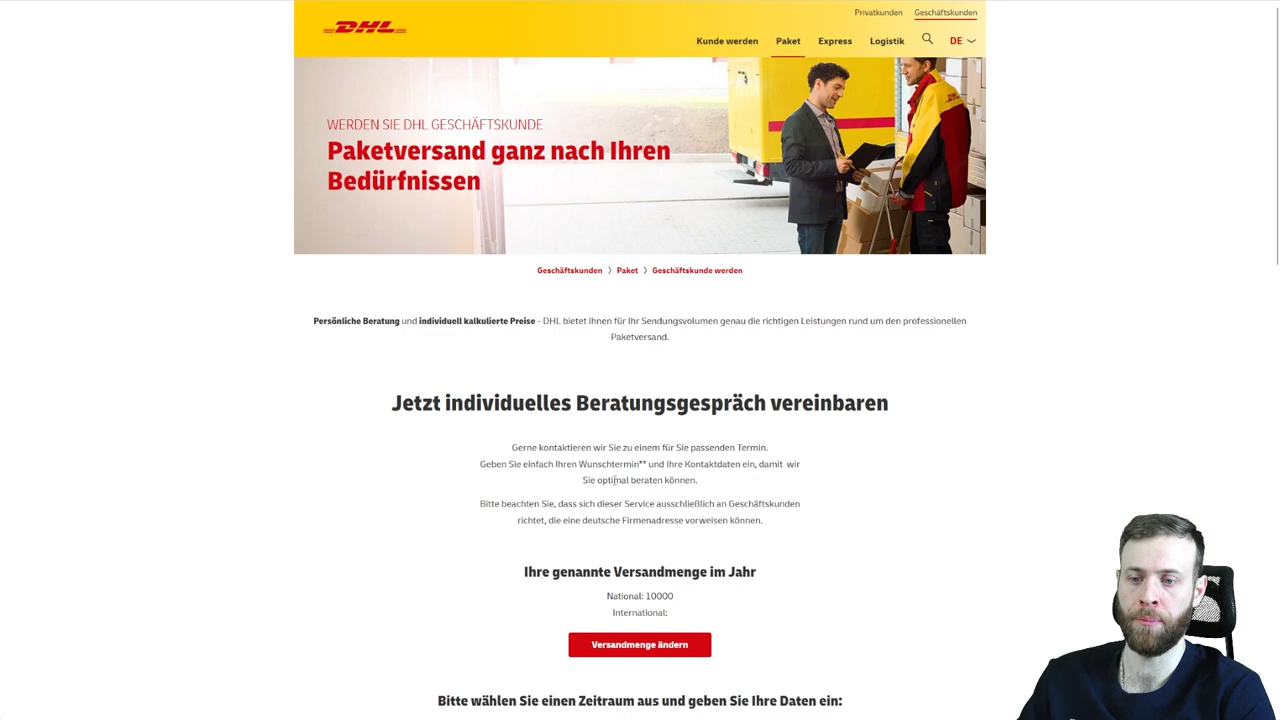 Privatkunden Geschäftskunden
DHL
Kunde werden Paket Express Logistik DE
WERDEN SIE DHL GESCHÄFTSKUNDE
Paketversand ganz nach Ihren
Bedürfnissen
Geschäftskunden > Paket > Geschäftskunde werden
Persönliche Beratung und individuell kalkulierte Preise - DHL bietet Ihnen für Ihr Sendungsvolumen genau die richtigen Leistungen rund um den professionellen
Paketversand.
Jetzt individuelles Beratungsgespräch vereinbaren
Gerne kontaktieren wir Sie zu einem für Sie passenden Termin.
Geben Sie einfach Ihren Wunschtermin** und Ihre Kontaktdaten ein, damit wir
Sie optimal beraten können.
Bitte beachten Sie, dass sich dieser Service ausschließlich an Geschäftskunden
richtet, die eine deutsche Firmenadresse vorweisen können.
Ihre genannte Versandmenge im Jahr
National: 10000
International:
Versandmenge ändern
Bitte wählen Sie einen Zeitraum aus und geben Sie Ihre Daten ein: